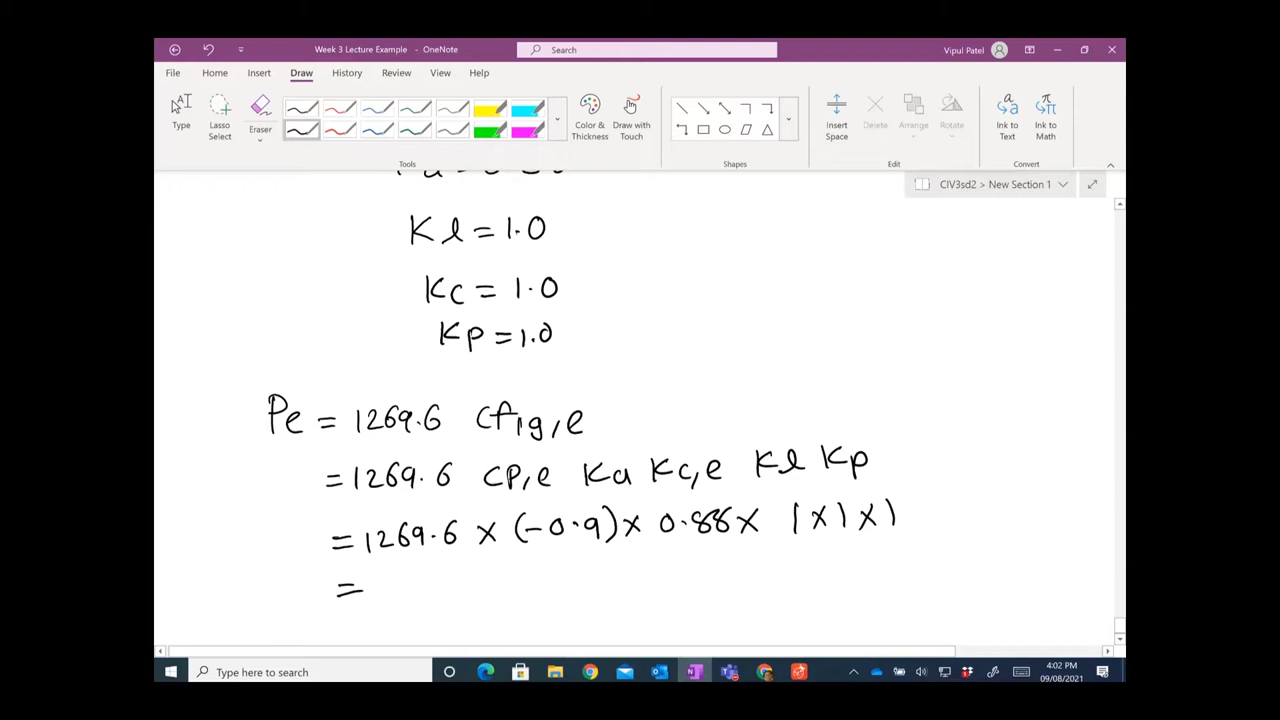 Week 3 Lecture Example - OneNote
Search
Vipul Patel
File Home Insert Draw History Review View Help
Type
Lasso Select
Eraser
Color & Thickness
Draw with Touch
Insert Space
Delete
Arrange
Rotate
Ink to Text
Ink to Math
Tools
Shapes
Edit
Convert
CIV3sd2 > New Section 1
Kl = 1.0
Kc = 1.0
Kp = 1.0
Pe = 1269.6 Cfig,e
= 1269.6 CP,e Ka Kc,e Kl Kp
= 1269.6 × (-0.9) × 0.88 × 1 × 1 × 1
=
Type here to search
4:02 PM
09/08/2021